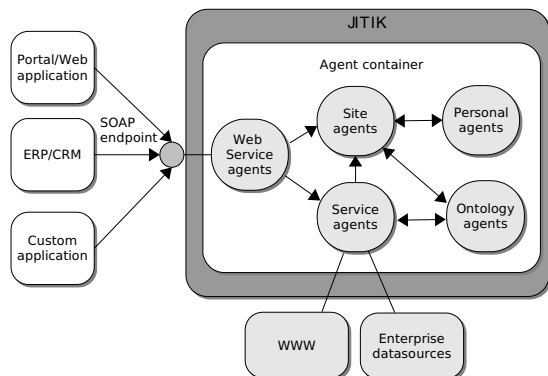 JITIK
Agent container
Portal/Web
application
SOAP
endpoint
ERP/CRM
Custom
application
Web
Service
agents
Site
agents
Personal
agents
Service
agents
Ontology
agents
WWW
Enterprise
datasources